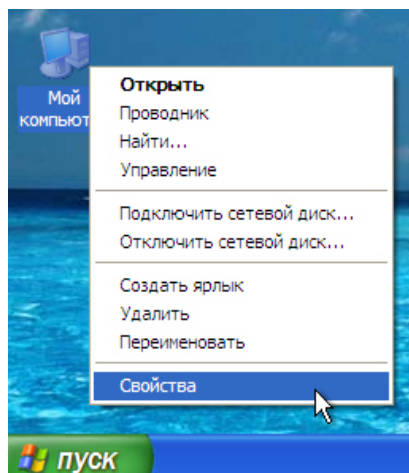 Мой
компьют
Открыть
Проводник
Найти...
Управление
Подключить сетевой диск...
Отключить сетевой диск...
Создать ярлык
Удалить
Переименовать
Свойства
пуск